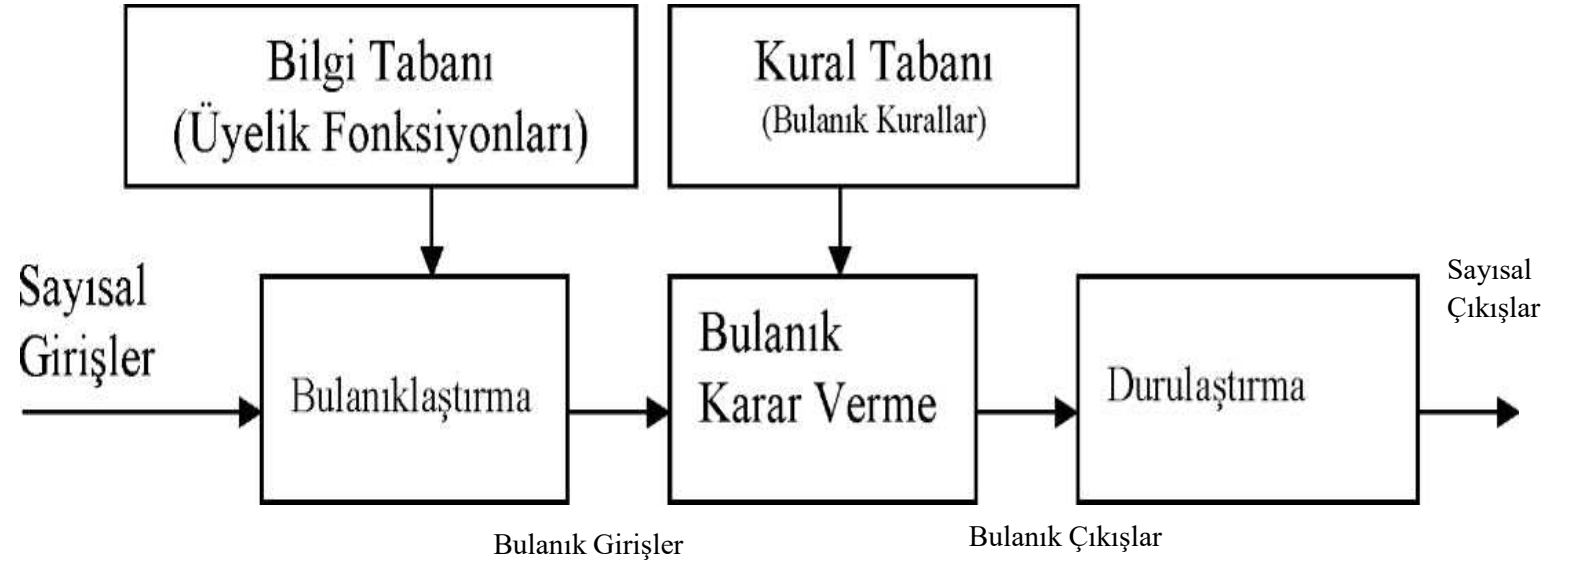 Bilgi Tabanı
(Üyelik Fonksiyonları)
Kural Tabanı
(Bulanık Kurallar)
Sayısal
Girişler
Bulanıklaştırma
Bulanık
Karar Verme
Durulaştırma
Sayısal
Çıkışlar
Bulanık Girişler
Bulanık Çıkışlar